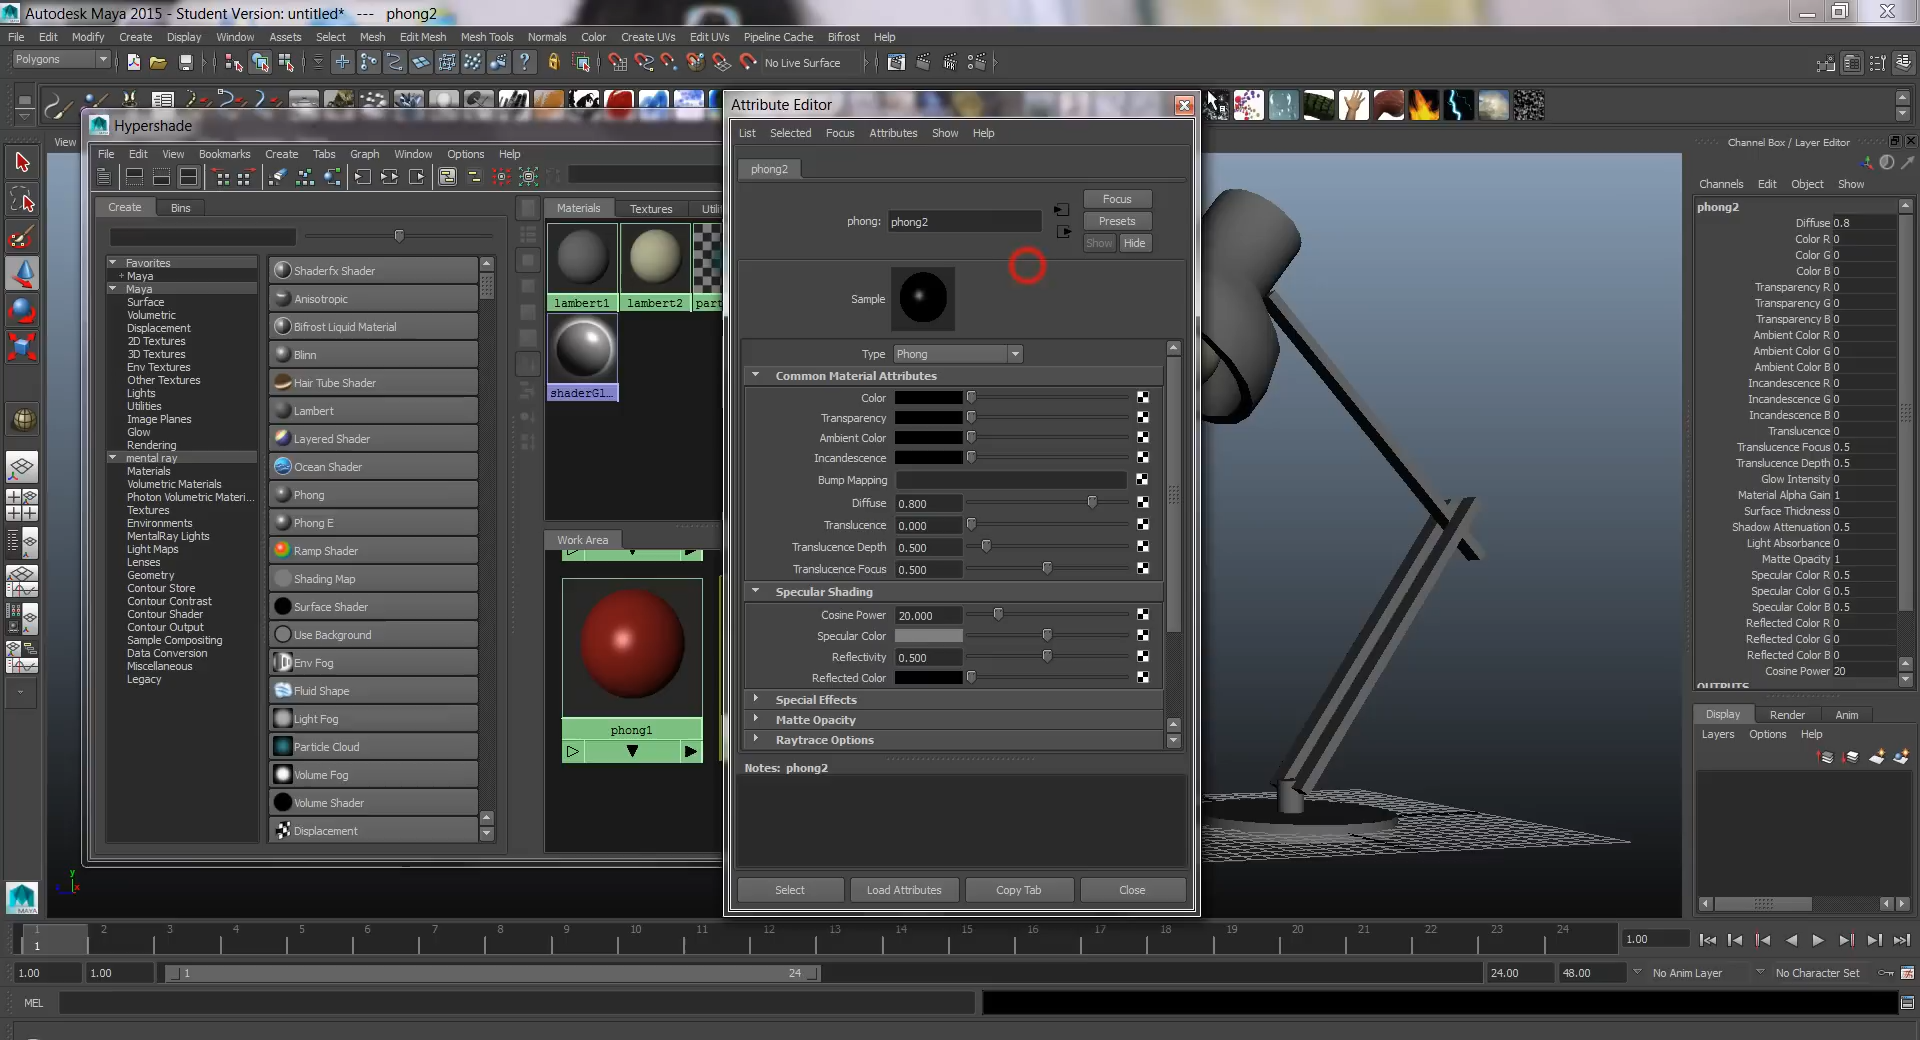 Autodesk Maya 2015 - Student Version: untitled*   ---   phong2
File Edit Modify Create Display Window Assets Select Mesh Edit Mesh Mesh Tools Normals Color Create UVs Edit UVs Pipeline Cache Bifrost Help
Polygons No Live Surface
Attribute Editor
Hypershade
List Selected Focus Attributes Show Help
View
Channel Box / Layer Editor
File Edit View Bookmarks Create Tabs Graph Window Options Help
phong2
Channels Edit Object Show
Create Bins
Materials Textures
phong: phong2
Focus
Presets
Show Hide
Sample
Type Phong
Common Material Attributes
Color
Transparency
Ambient Color
Incandescence
Bump Mapping
Diffuse 0.800
Translucence 0.000
Translucence Depth 0.500
Translucence Focus 0.500
Specular Shading
Cosine Power 20.000
Specular Color
Reflectivity 0.500
Reflected Color
Special Effects
Matte Opacity
Raytrace Options
Notes: phong2
Select Load Attributes Copy Tab Close
Favorites
+ Maya
Maya
Surface
Volumetric
Displacement
2D Textures
3D Textures
Env Textures
Other Textures
Lights
Utilities
Image Planes
Glow
Rendering
mental ray
Materials
Volumetric Materials
Photon Volumetric Materi...
Textures
Environments
MentalRay Lights
Light Maps
Lenses
Geometry
Contour Store
Contour Contrast
Contour Shader
Contour Output
Sample Compositing
Data Conversion
Miscellaneous
Legacy
Shaderfx Shader
Anisotropic
Bifrost Liquid Material
Blinn
Hair Tube Shader
Lambert
Layered Shader
Ocean Shader
Phong
Phong E
Ramp Shader
Shading Map
Surface Shader
Use Background
Env Fog
Fluid Shape
Light Fog
Particle Cloud
Volume Fog
Volume Shader
Displacement
lambert1 lambert2 part
shaderGl...
Work Area
phong1
phong2
Diffuse 0.8
Color R 0
Color G 0
Color B 0
Transparency R 0
Transparency G 0
Transparency B 0
Ambient Color R 0
Ambient Color G 0
Ambient Color B 0
Incandescence R 0
Incandescence G 0
Incandescence B 0
Translucence 0
Translucence Focus 0.5
Translucence Depth 0.5
Glow Intensity 0
Material Alpha Gain 1
Surface Thickness 0
Shadow Attenuation 0.5
Light Absorbance 0
Matte Opacity 1
Specular Color R 0.5
Specular Color G 0.5
Specular Color B 0.5
Reflected Color R 0
Reflected Color G 0
Reflected Color B 0
Cosine Power 20
OUTPUTS
Display Render Anim
Layers Options Help
MAYA
y
x
1 2 3 4 5 6 7 8 9 10 11 12 13 14 15 16 17 18 19 20 21 22 23 24
1
1.00
1.00 1.00 1 24 24.00 48.00 No Anim Layer No Character Set
MEL